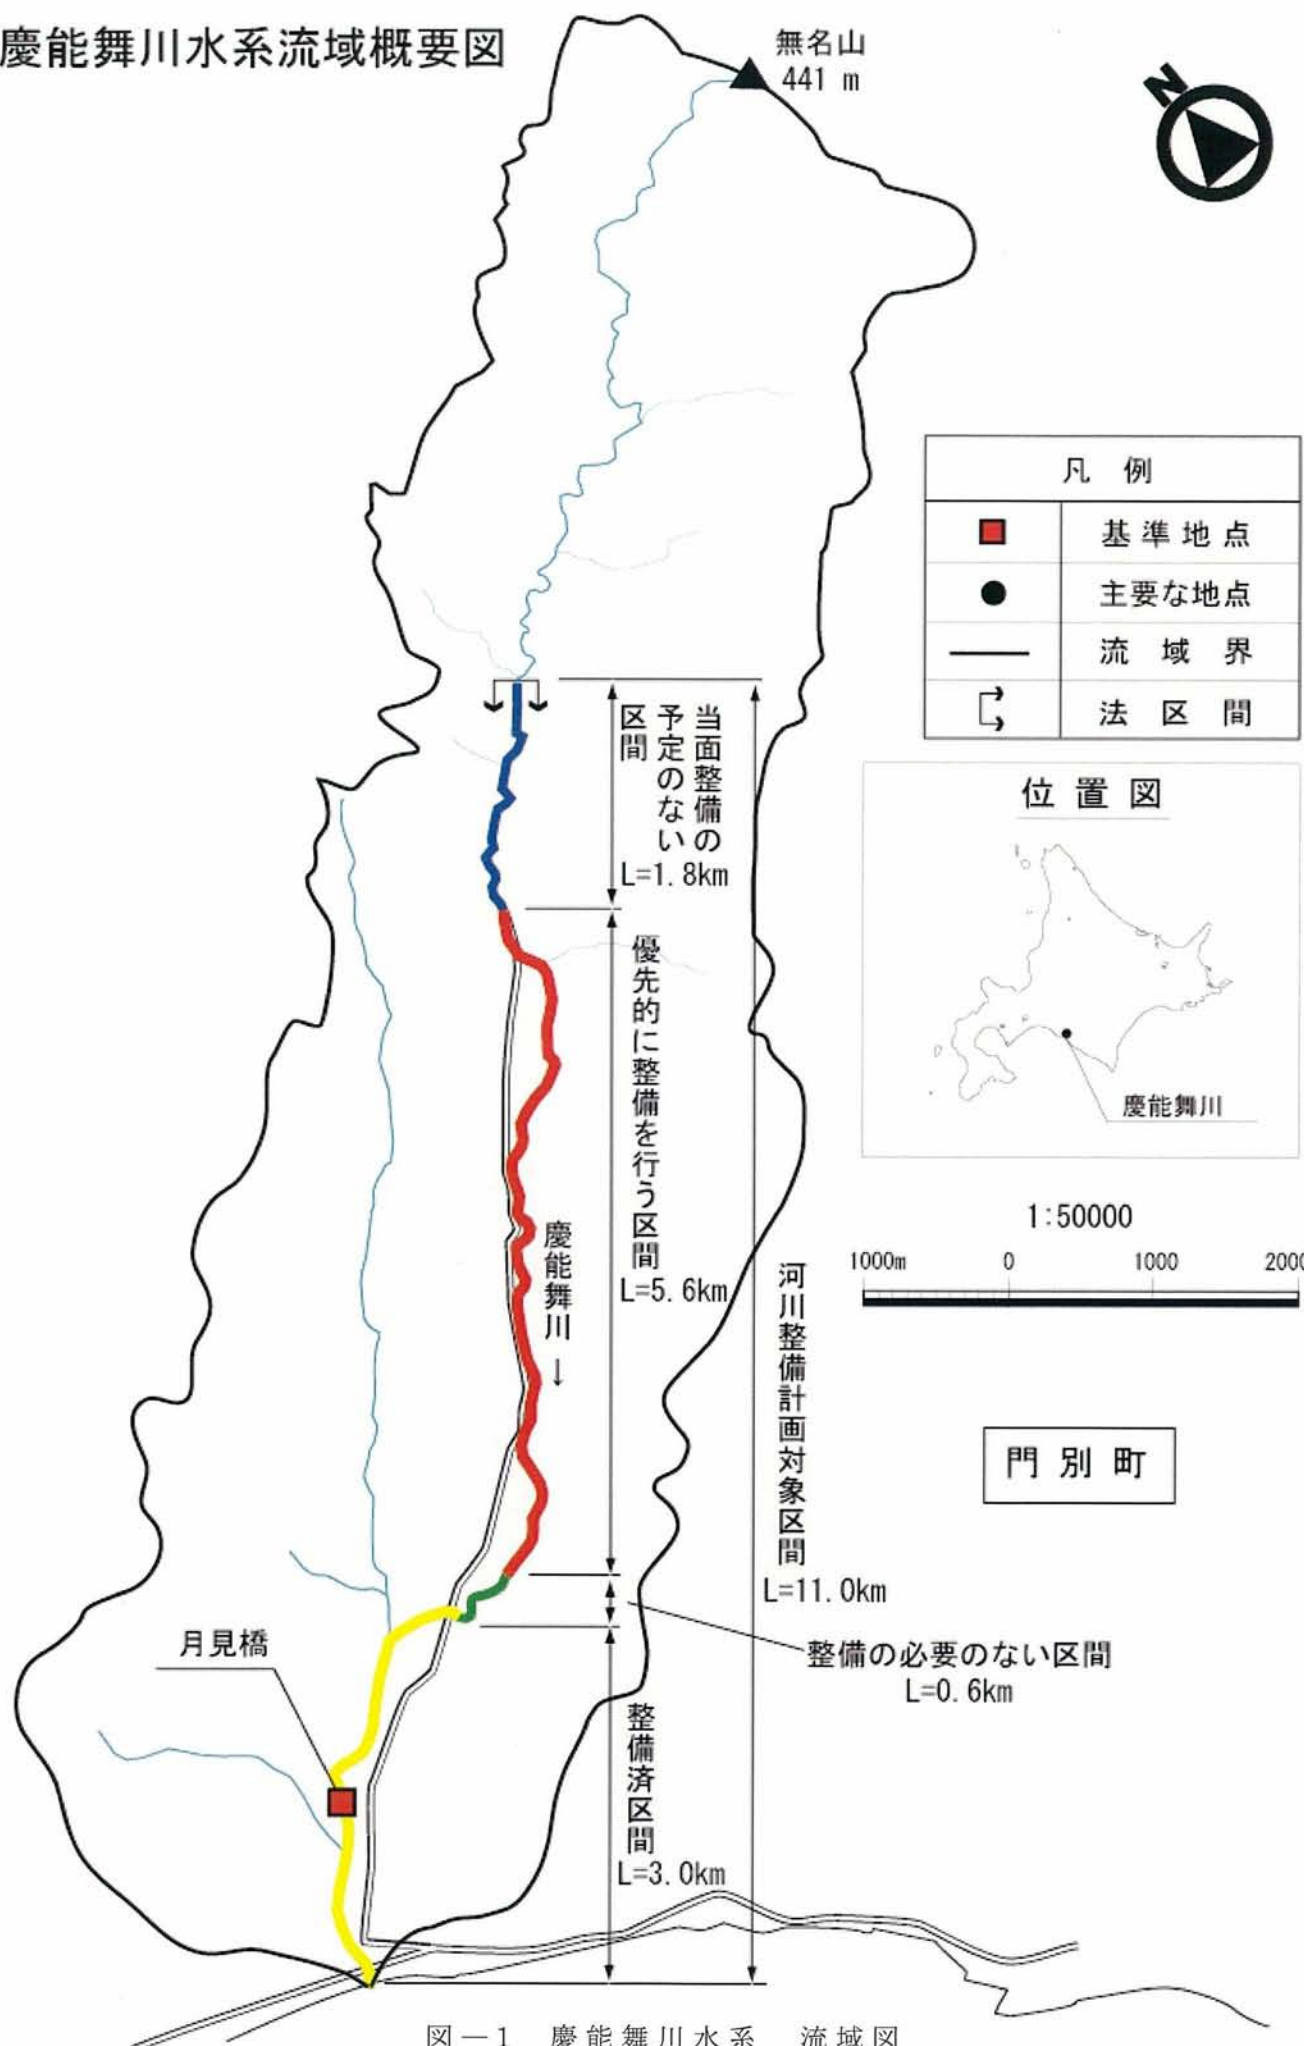 慶能舞川水系流域概要図
無名山
441 m
N
凡 例
基準地点
主要な地点
流 域 界
法 区 間
当面整備の
予定のない
区間
L=1.8km
位 置 図
慶能舞川
優先的に整備を行う区間
L=5.6km
慶能舞川→
1:50000
1000m 0 1000 2000
河川整備計画対象区間
L=11.0km
門別町
整備の必要のない区間
L=0.6km
月見橋
整備済区間
L=3.0km
図－1 慶能舞川水系 流域図